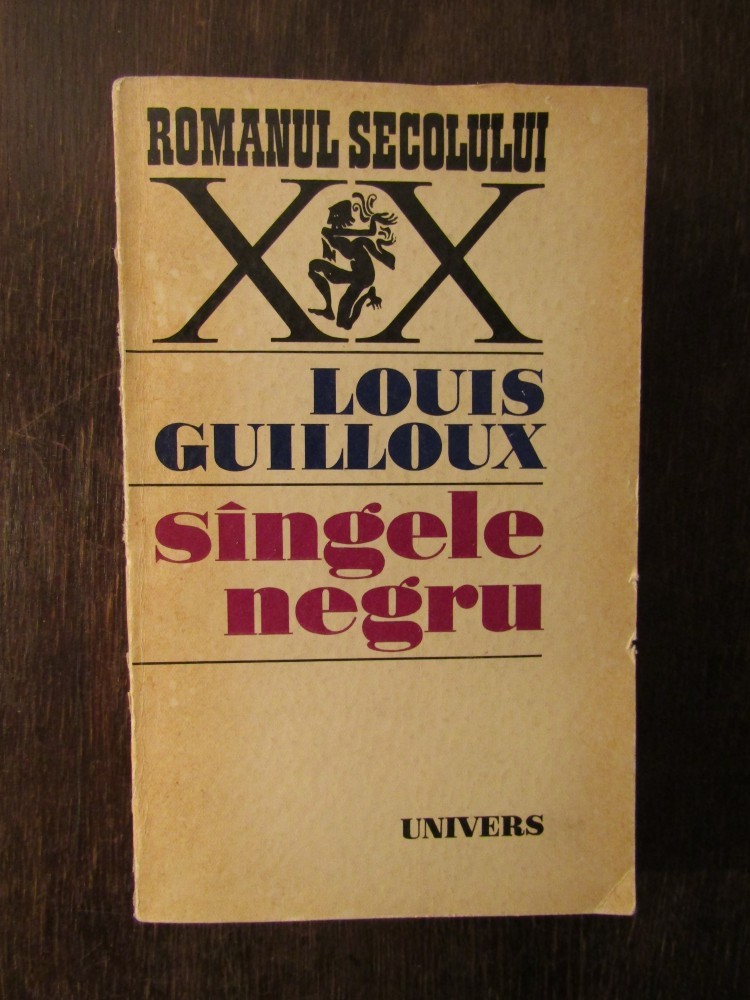 ROMANUL SECOLULUI
XX
LOUIS
GUILLOUX
sîngele
negru
UNIVERS